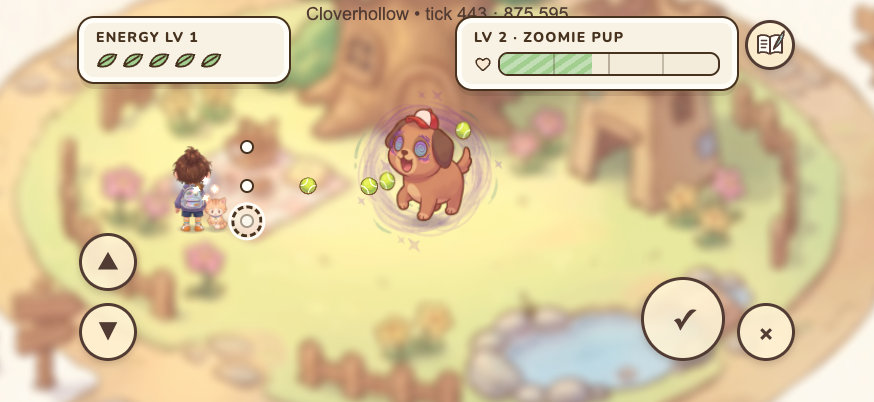 Cloverhollow • tick 443 · 875,595
ENERGY LV 1
LV 2 · ZOOMIE PUP